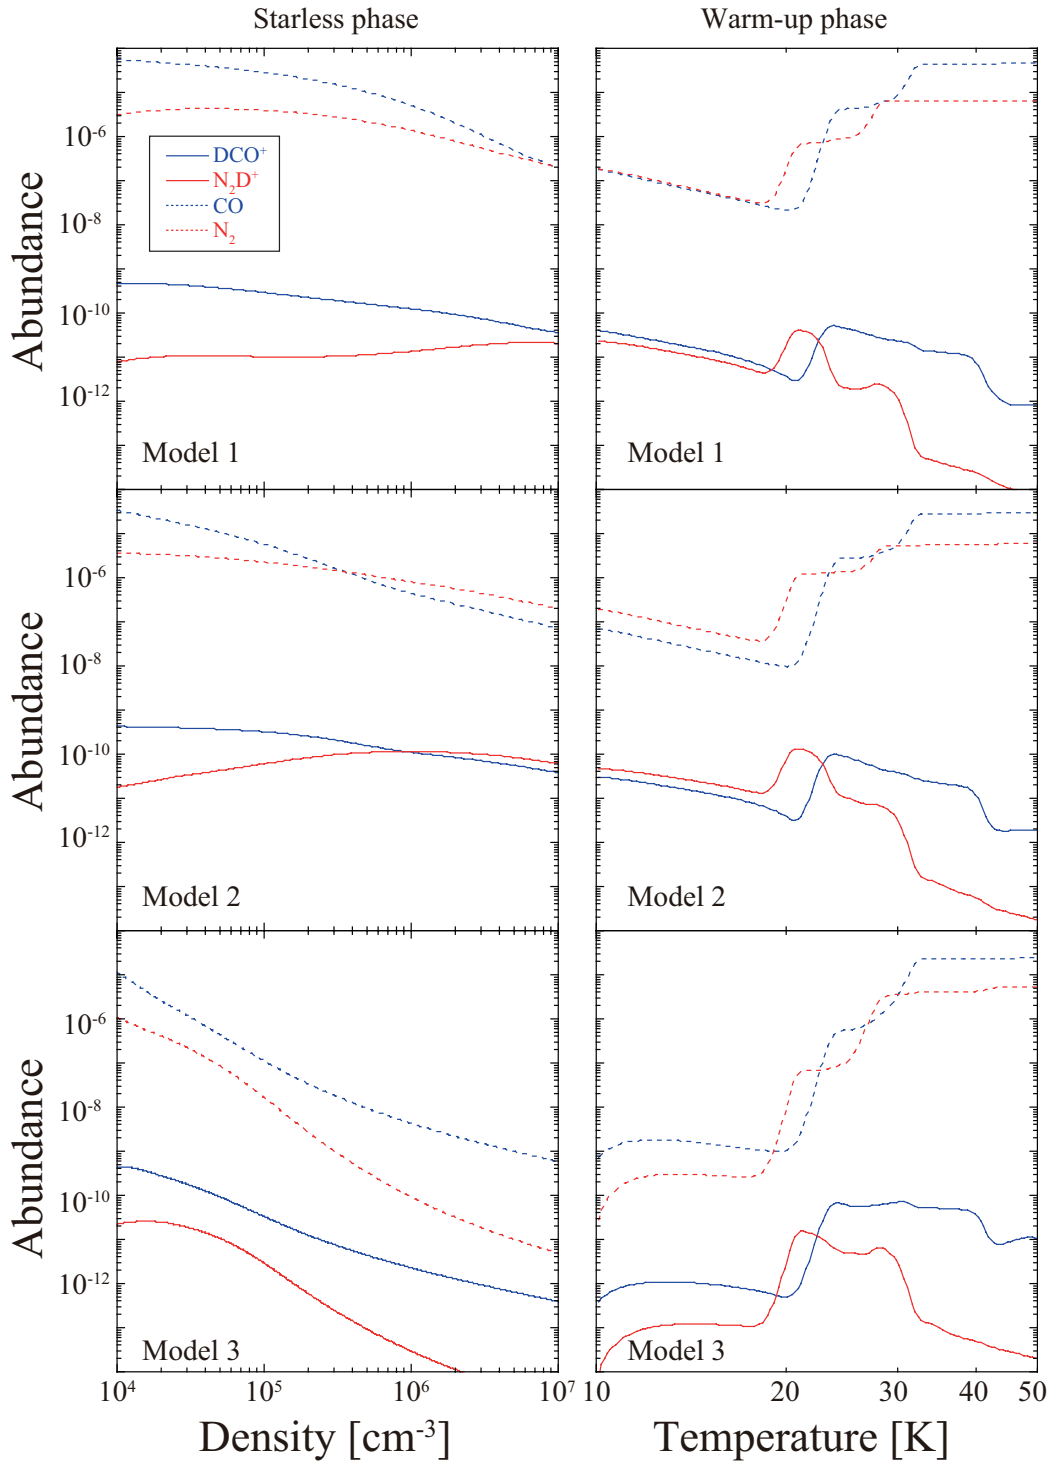 Starless phase
Warm-up phase
Abundance
10⁻⁶
10⁻⁸
10⁻¹⁰
10⁻¹²
DCO⁺
N₂D⁺
CO
N₂
Model 1
Model 1
Abundance
10⁻⁶
10⁻⁸
10⁻¹⁰
10⁻¹²
Model 2
Model 2
Abundance
10⁻⁶
10⁻⁸
10⁻¹⁰
10⁻¹²
Model 3
Model 3
10⁴ 10⁵ 10⁶ 10⁷
10 20 30 40 50
Density [cm⁻³]
Temperature [K]